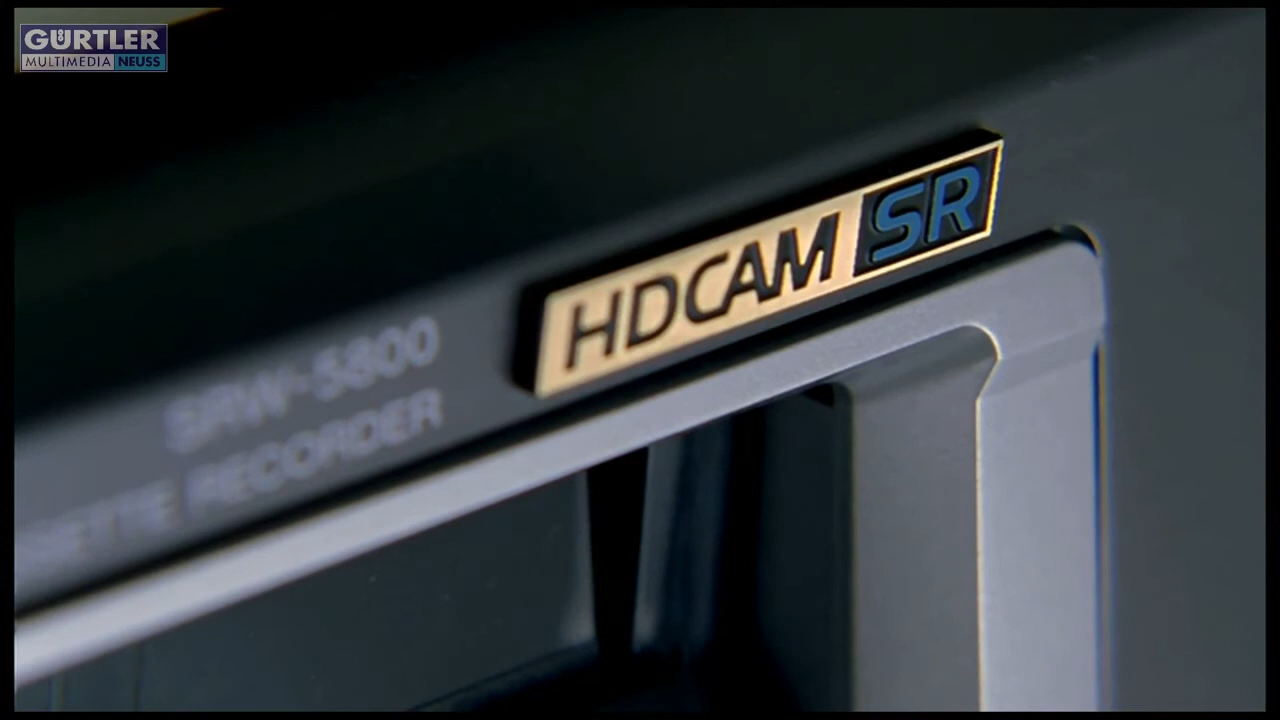 GÜRTLER
MULTIMEDIA NEUSS
HDCAM SR
SRW-5800
RECORDER